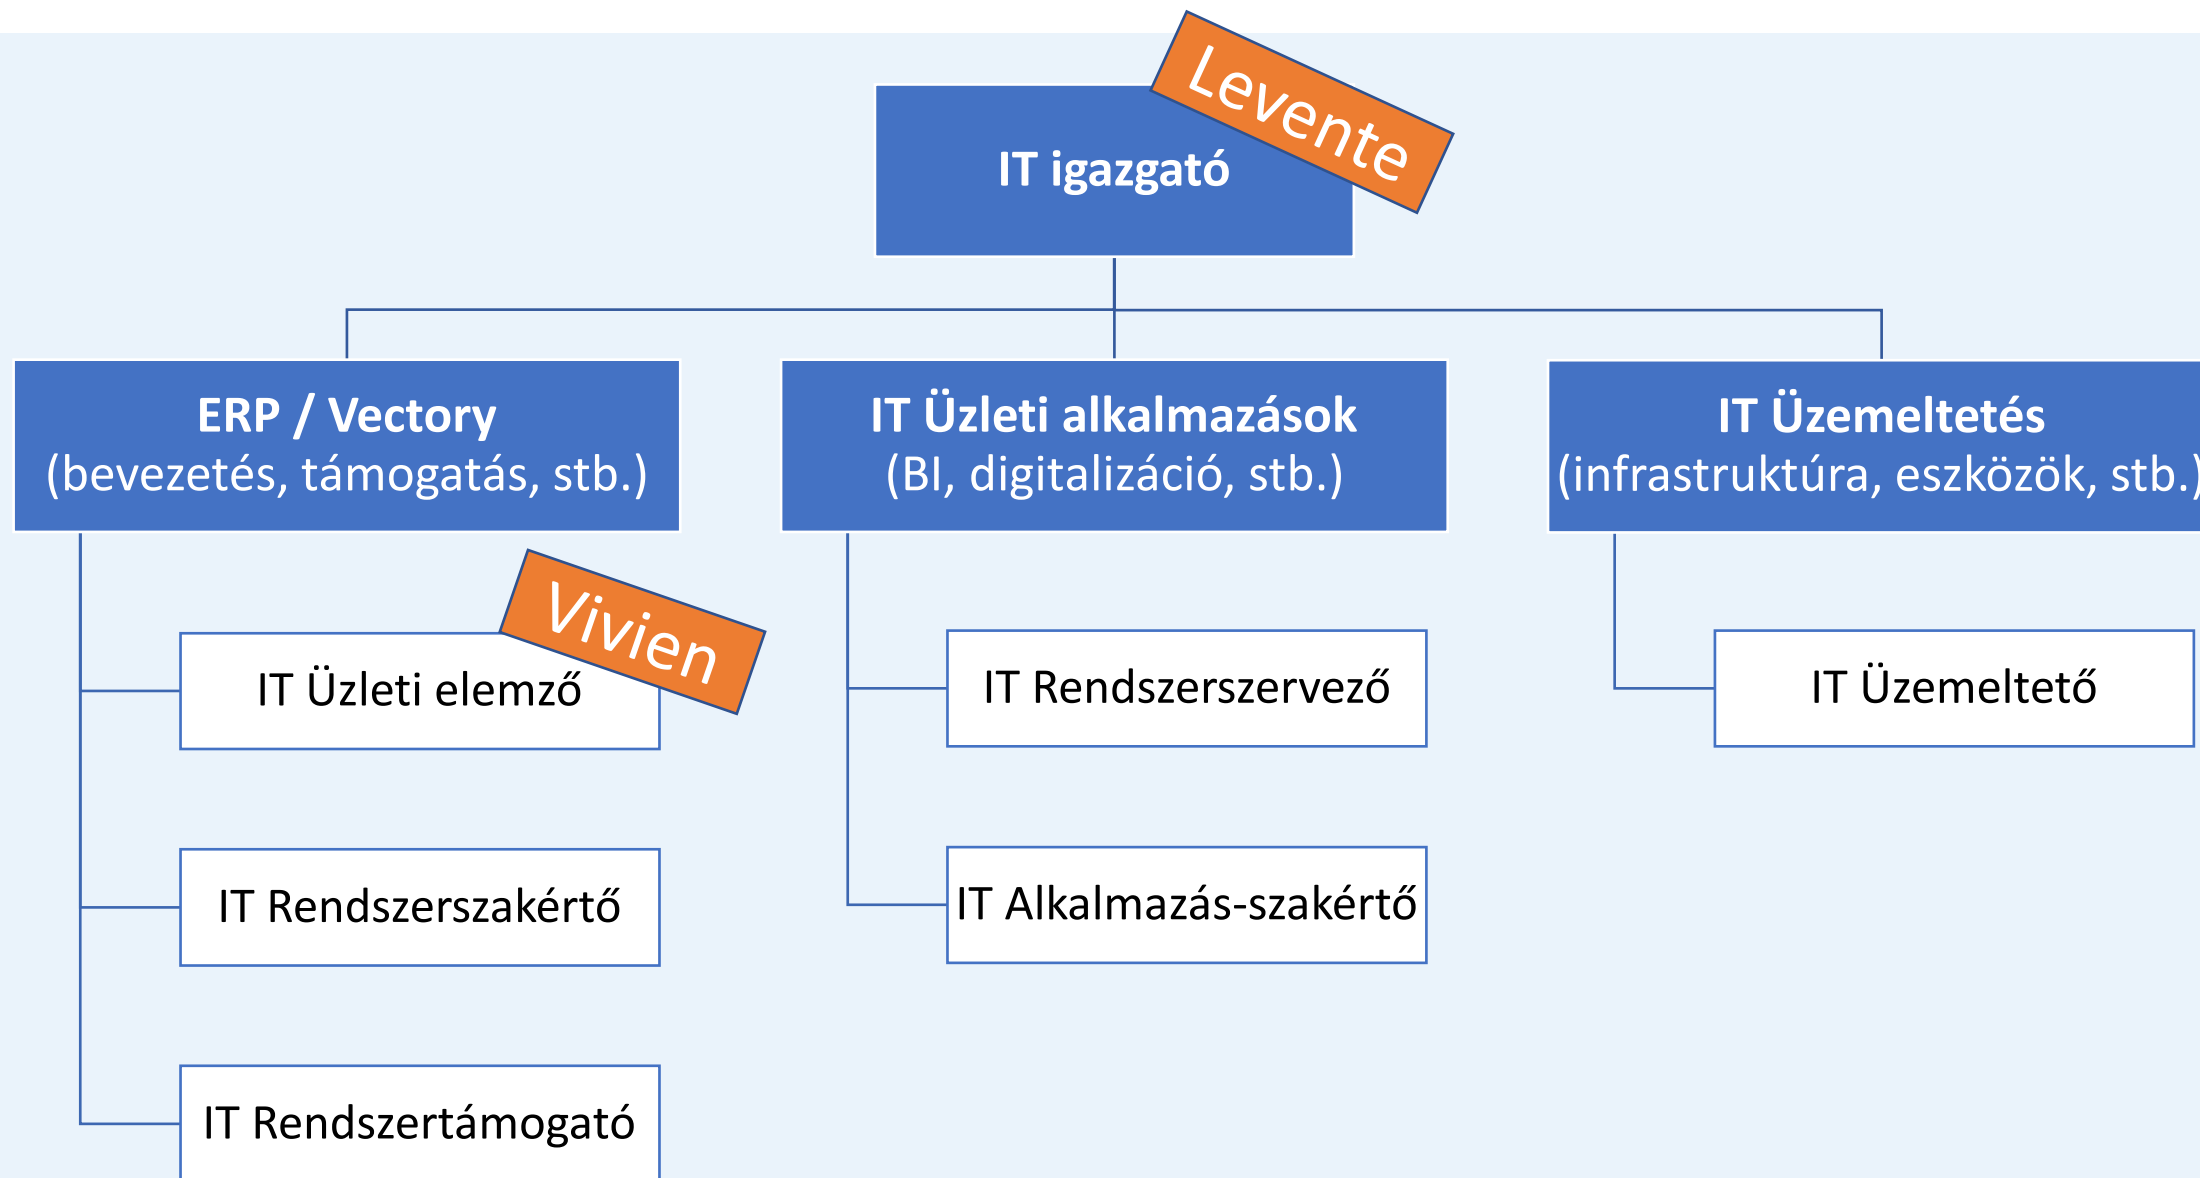 Levente
IT igazgató
ERP / Vectory
(bevezetés, támogatás, stb.)
IT Üzleti alkalmazások
(BI, digitalizáció, stb.)
IT Üzemeltetés
(infrastruktúra, eszközök, stb.)
Vivien
IT Üzleti elemző
IT Rendszerszakértő
IT Rendszertámogató
IT Rendszerszervező
IT Alkalmazás-szakértő
IT Üzemeltető